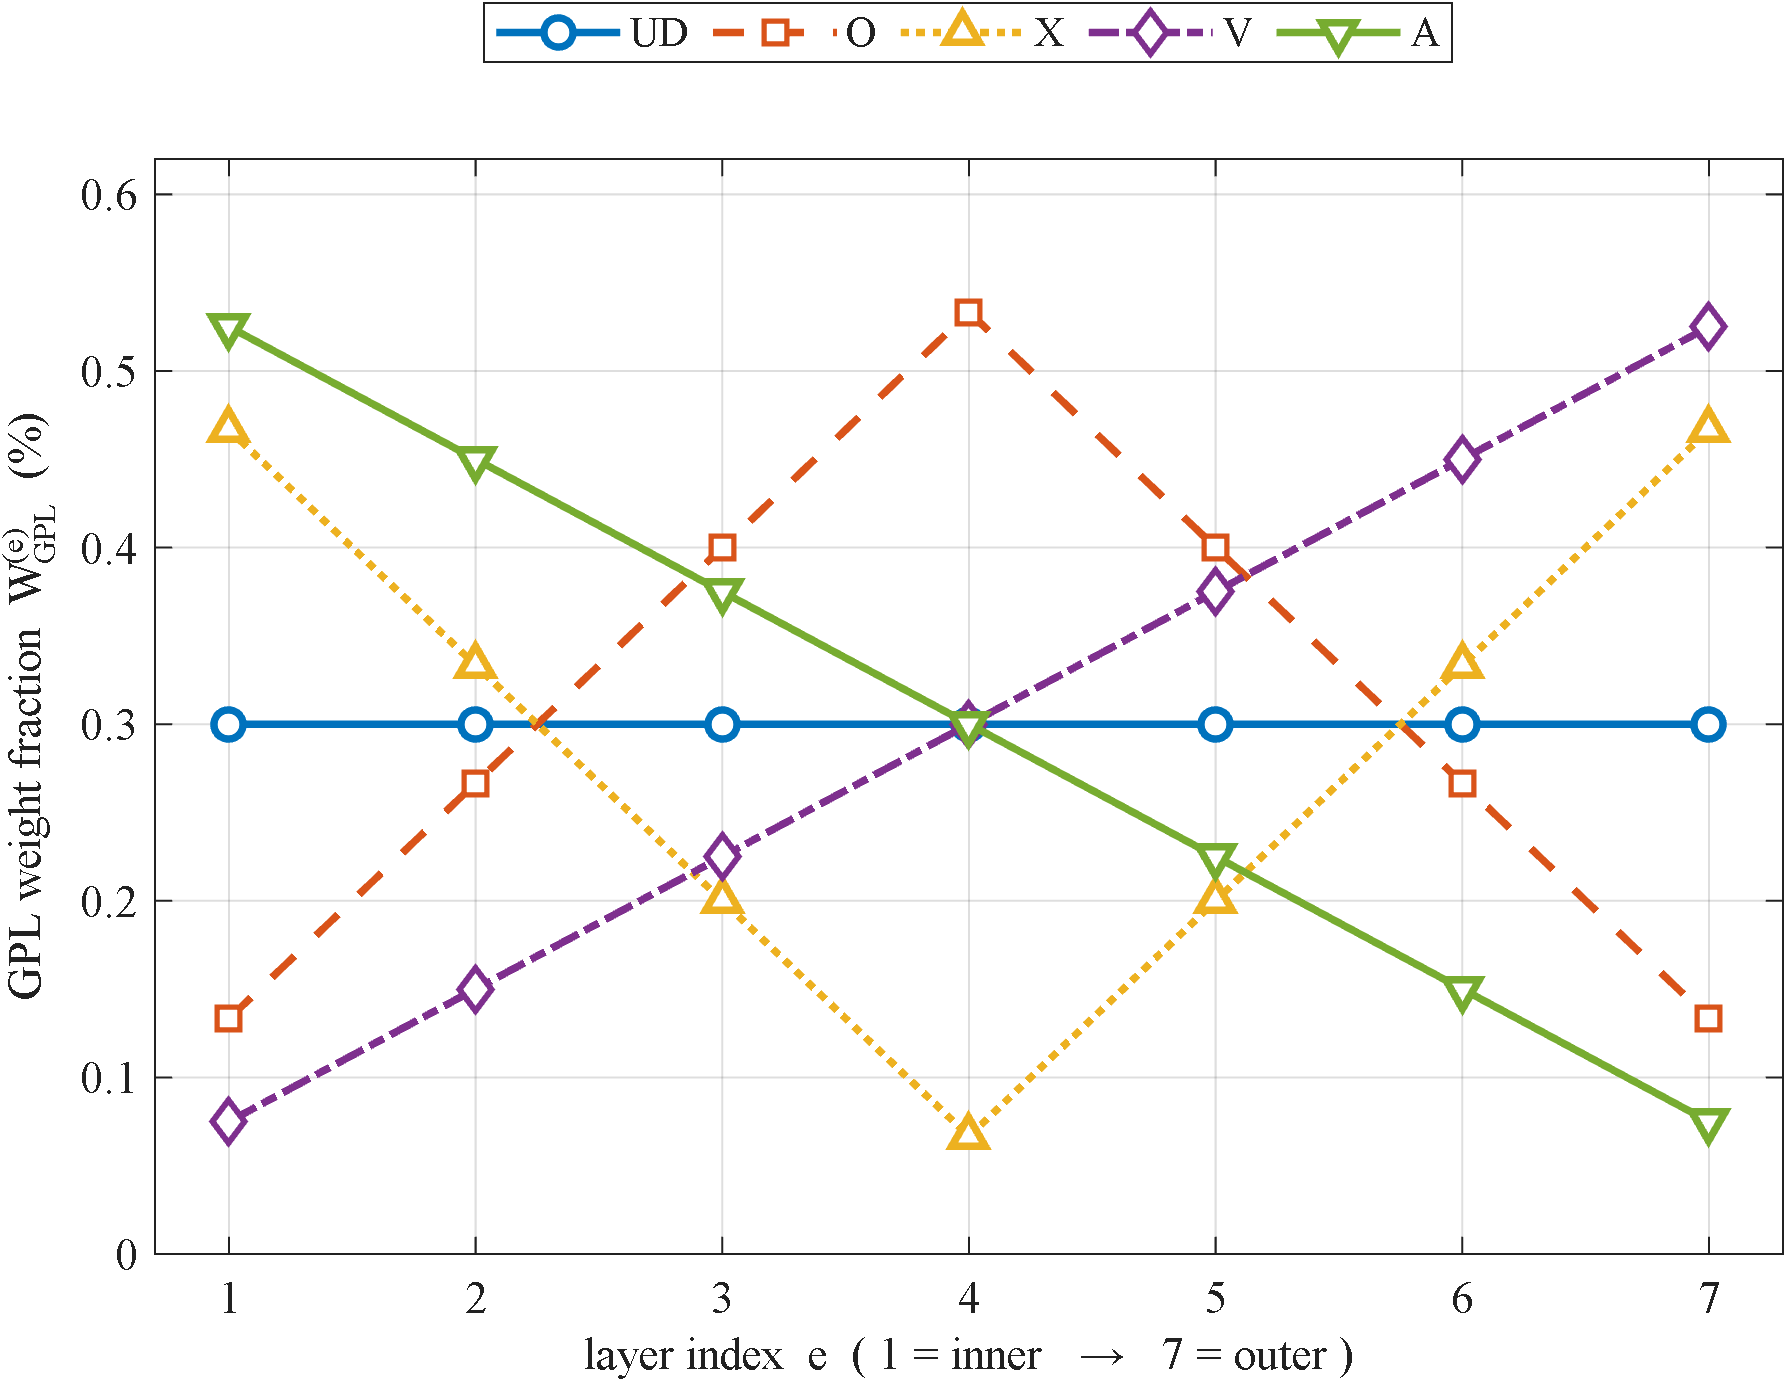 UD O X V A
0.6
0.5
0.4
0.3
0.2
0.1
0
GPL weight fraction W_GPL^(e) (%)
1 2 3 4 5 6 7
layer index e ( 1 = inner → 7 = outer )